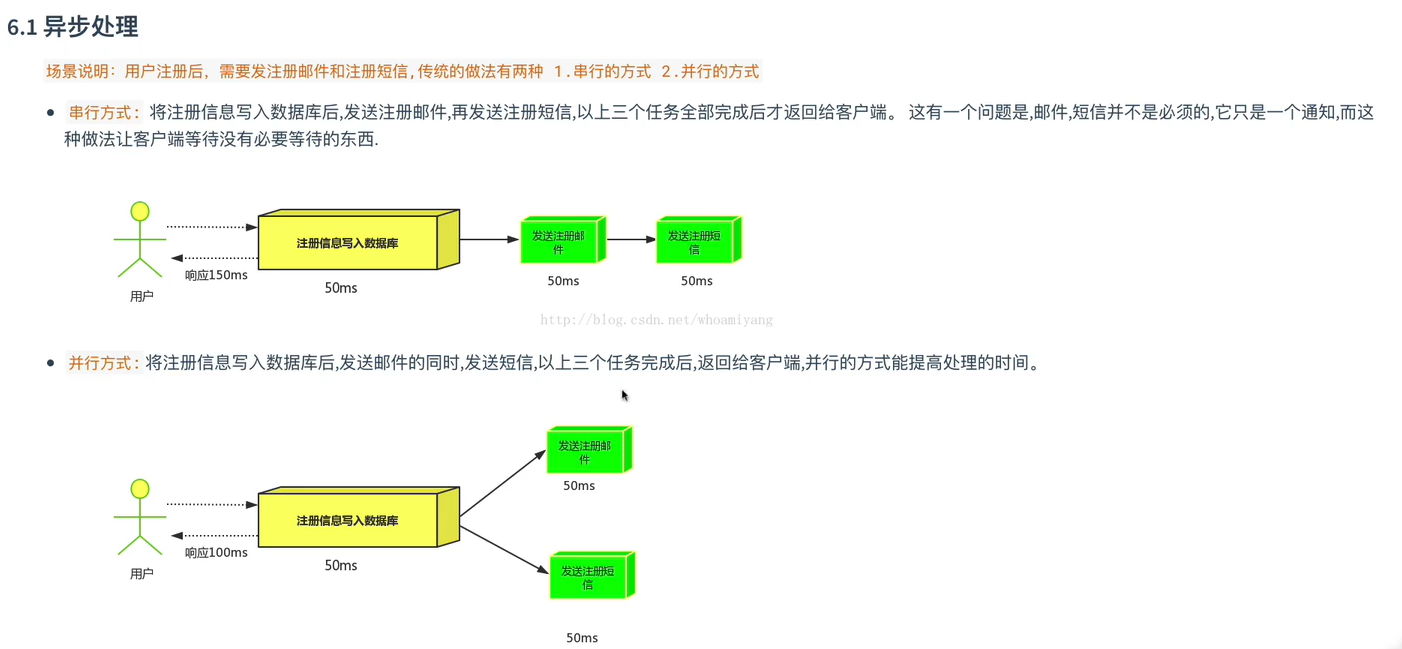 6.1 异步处理
场景说明：用户注册后，需要发注册邮件和注册短信,传统的做法有两种 1.串行的方式 2.并行的方式
串行方式: 将注册信息写入数据库后,发送注册邮件,再发送注册短信,以上三个任务全部完成后才返回给客户端。 这有一个问题是,邮件,短信并不是必须的,它只是一个通知,而这
种做法让客户端等待没有必要等待的东西.
注册信息写入数据库
发送注册邮
件
发送注册短
信
响应150ms
用户
50ms
50ms
50ms
http://blog.csdn.net/whoamiyang
并行方式: 将注册信息写入数据库后,发送邮件的同时,发送短信,以上三个任务完成后,返回给客户端,并行的方式能提高处理的时间。
发送注册邮
件
50ms
注册信息写入数据库
响应100ms
用户
50ms
发送注册短
信
50ms